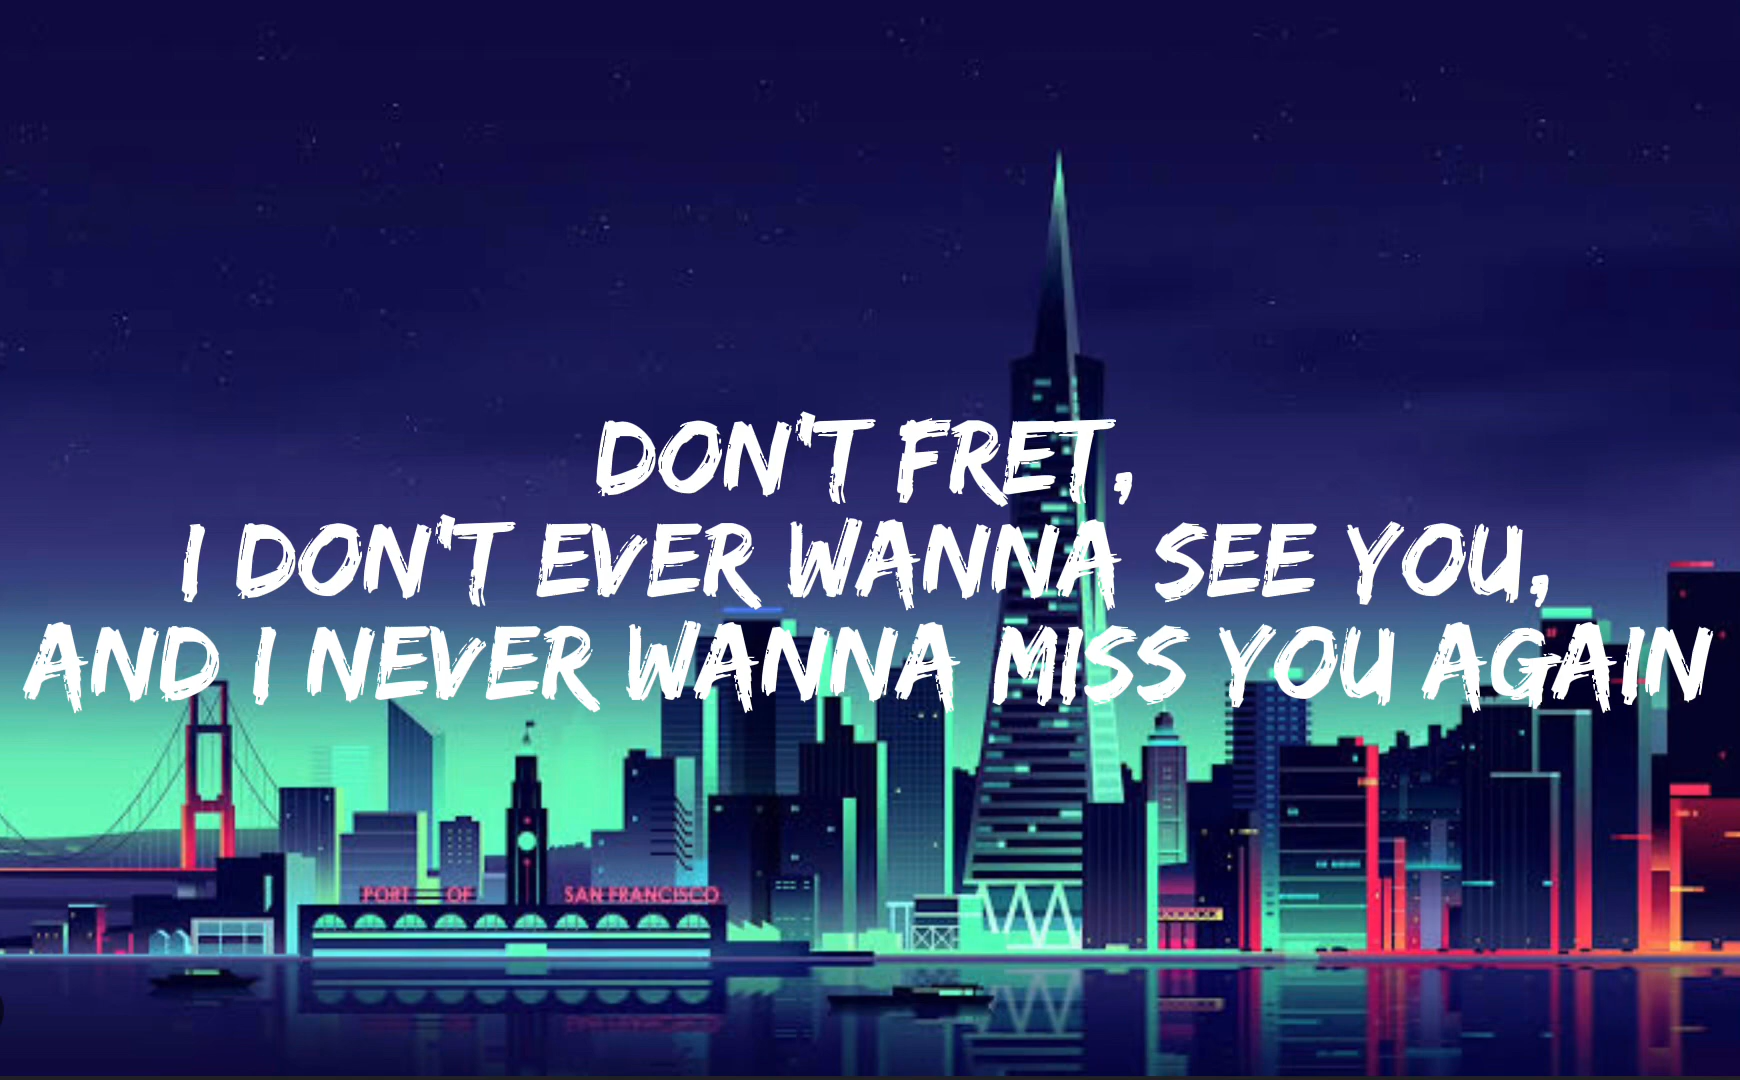 DON'T FRET,
I DON'T EVER WANNA SEE YOU,
AND I NEVER WANNA MISS YOU AGAIN
PORT OF SAN FRANCISCO